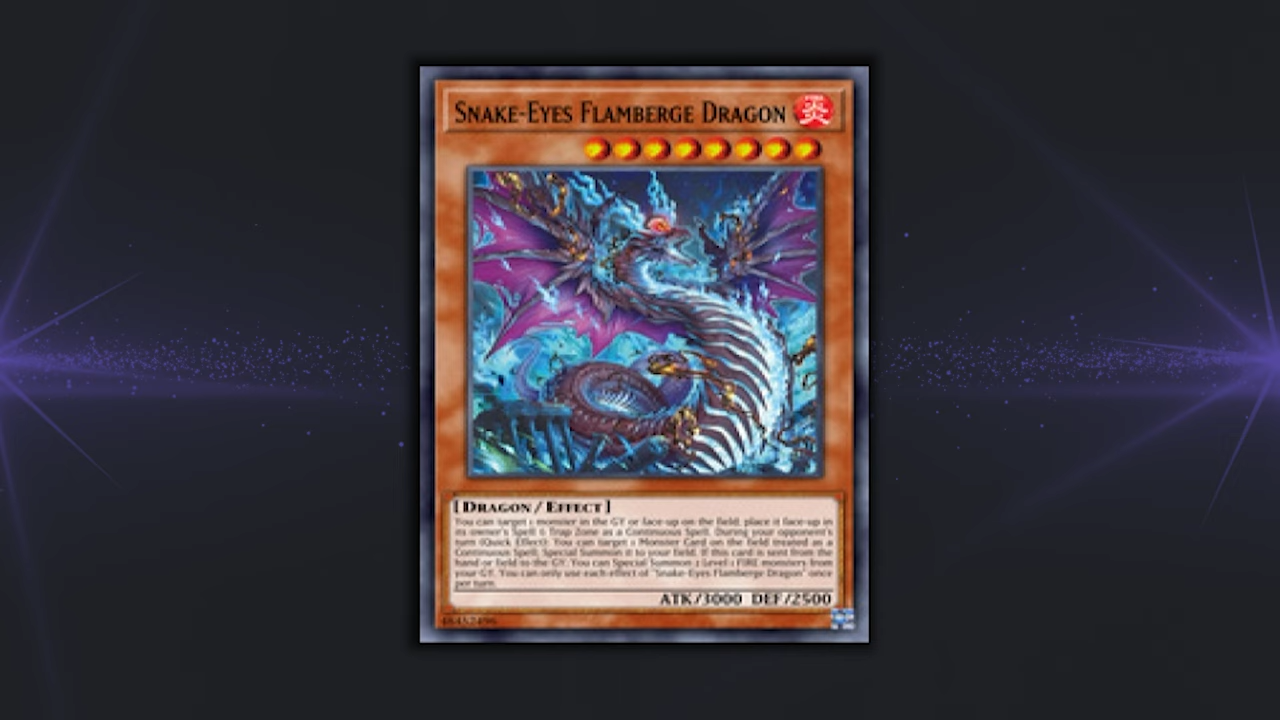 SNAKE-EYES FLAMBERGE DRAGON 炎
[DRAGON/EFFECT]
You can target 1 monster in the GY or face-up on the field; place it face-up in
its owner's Spell & Trap Zone as a Continuous Spell. During your opponent's
turn (Quick Effect): You can target 1 Monster Card on the field treated as a
Continuous Spell; Special Summon it to your field. If this card is sent from the
hand or field to the GY: You can Special Summon 2 Level 1 FIRE monsters from
your GY. You can only use each effect of "Snake-Eyes Flamberge Dragon" once
per turn.
ATK/3000 DEF/2500